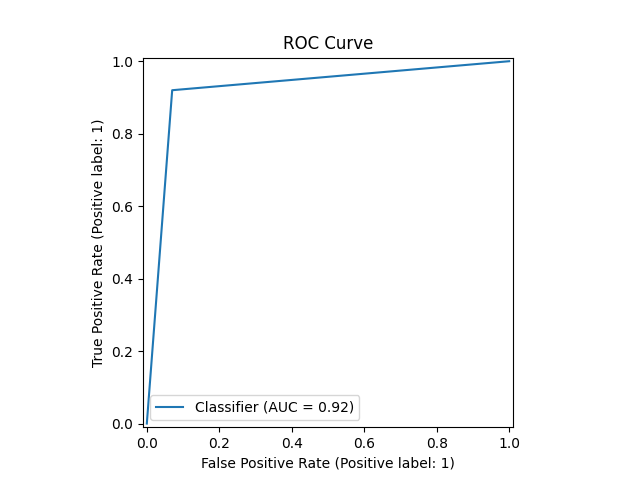 ROC Curve
1.0
0.8
0.6
0.4
0.2
0.0
True Positive Rate (Positive label: 1)
Classifier (AUC = 0.92)
0.0 0.2 0.4 0.6 0.8 1.0
False Positive Rate (Positive label: 1)